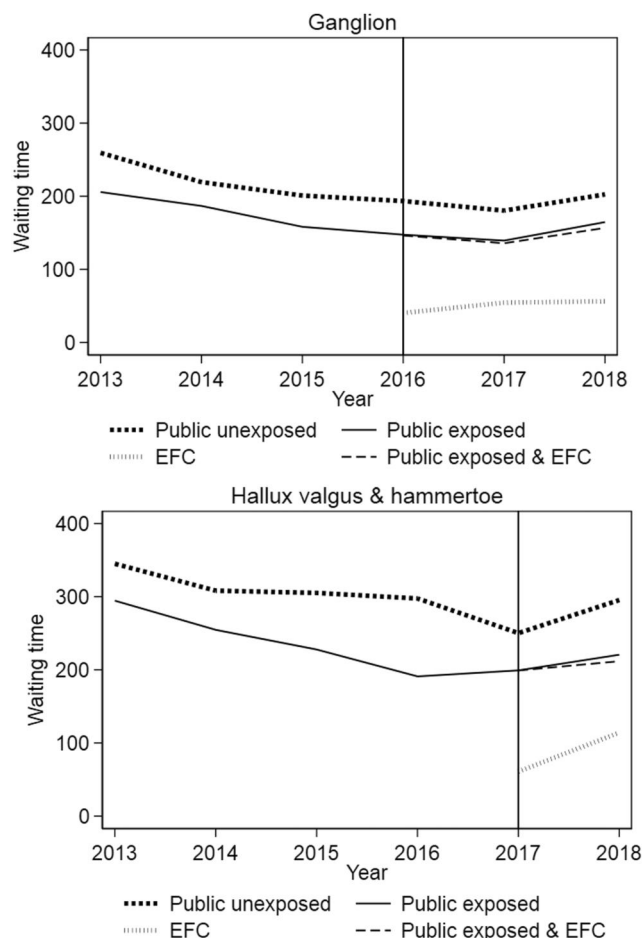 Ganglion
400
300
200
100
0
Waiting time
2013 2014 2015 2016 2017 2018
Year
Public unexposed Public exposed
EFC Public exposed & EFC
Hallux valgus & hammertoe
400
300
200
100
0
Waiting time
2013 2014 2015 2016 2017 2018
Year
Public unexposed Public exposed
EFC Public exposed & EFC